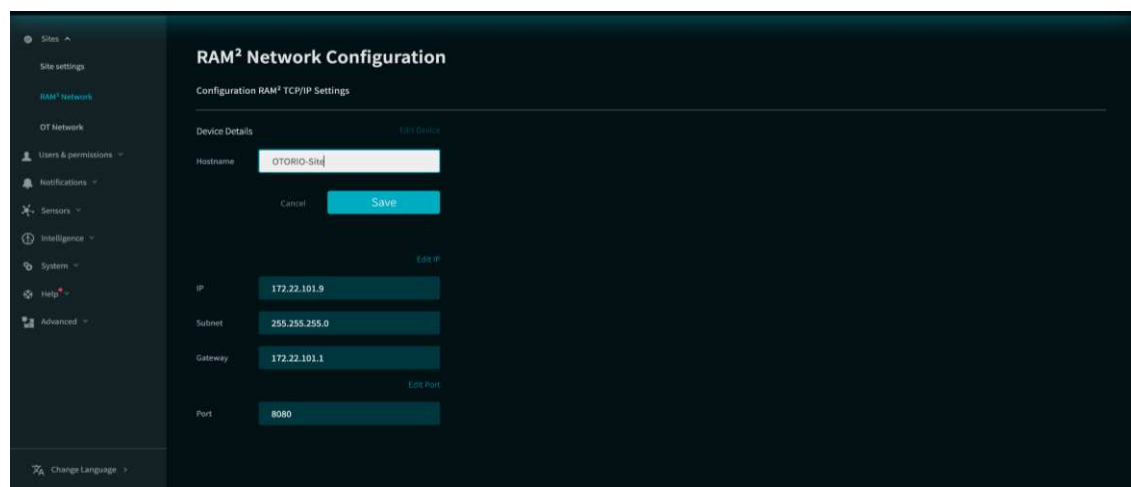 Sites
Site settings
RAM² Network
OT Network
Users & permissions
Notifications
Sensors
Intelligence
System
Help
Advanced
Change Language
RAM² Network Configuration
Configuration RAM² TCP/IP Settings
Device Details Edit Device
Hostname OTORIO-Site
Cancel Save
Edit IP
IP 172.22.101.9
Subnet 255.255.255.0
Gateway 172.22.101.1
Edit Port
Port 8080